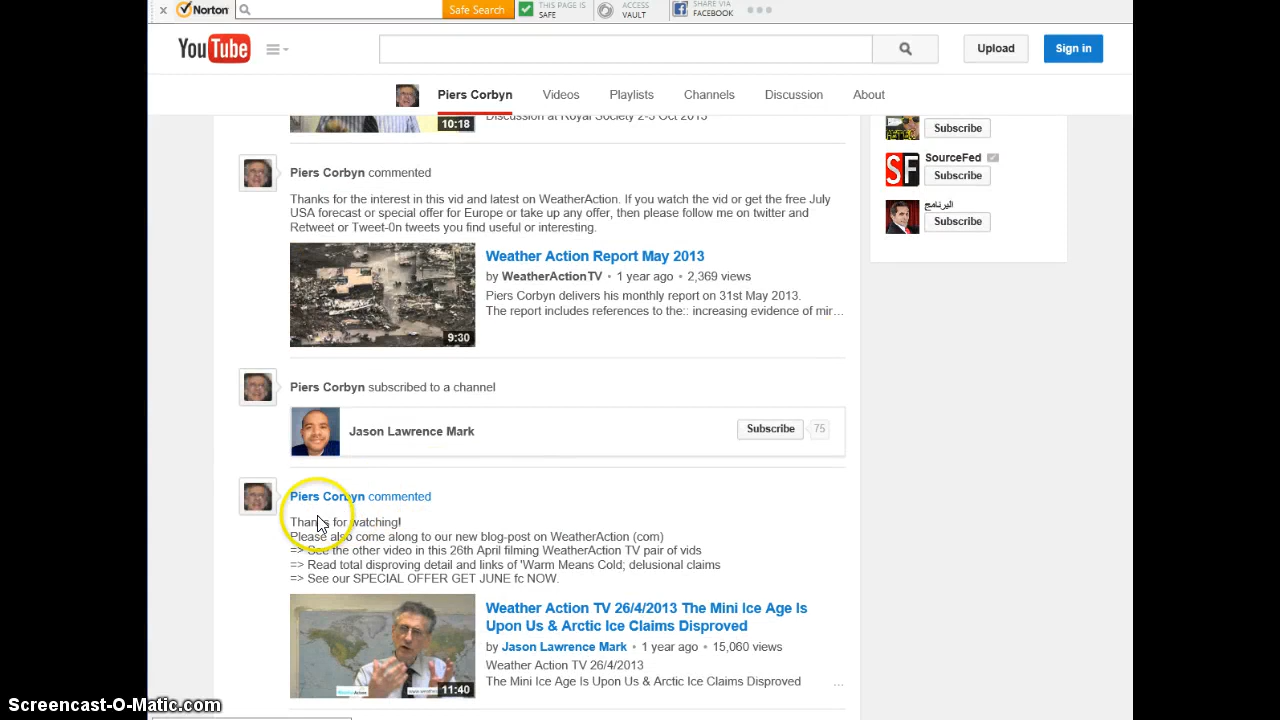 Norton
Safe Search
THIS PAGE IS
SAFE
ACCESS
VAULT
SHARE VIA
FACEBOOK
YouTube
Upload
Sign in
Piers Corbyn
Videos
Playlists
Channels
Discussion
About
10:18
Discussion at Royal Society 2-3 Oct 2013
Subscribe
SF
SourceFed
Subscribe
البرنامج
Subscribe
Piers Corbyn commented
Thanks for the interest in this vid and latest on WeatherAction. If you watch the vid or get the free July
USA forecast or special offer for Europe or take up any offer, then please follow me on twitter and
Retweet or Tweet-0n tweets you find useful or interesting.
9:30
Weather Action Report May 2013
by WeatherActionTV • 1 year ago • 2,369 views
Piers Corbyn delivers his monthly report on 31st May 2013.
The report includes references to the:: increasing evidence of mir...
Piers Corbyn subscribed to a channel
Jason Lawrence Mark
Subscribe
75
Piers Corbyn commented
Thanks for watching!
Please also come along to our new blog-post on WeatherAction (com)
=> See the other video in this 26th April filming WeatherAction TV pair of vids
=> Read total disproving detail and links of 'Warm Means Cold; delusional claims
=> See our SPECIAL OFFER GET JUNE fc NOW.
11:40
Weather Action TV 26/4/2013 The Mini Ice Age Is
Upon Us & Arctic Ice Claims Disproved
by Jason Lawrence Mark • 1 year ago • 15,060 views
Weather Action TV 26/4/2013
The Mini Ice Age Is Upon Us & Arctic Ice Claims Disproved
...
Screencast-O-Matic.com